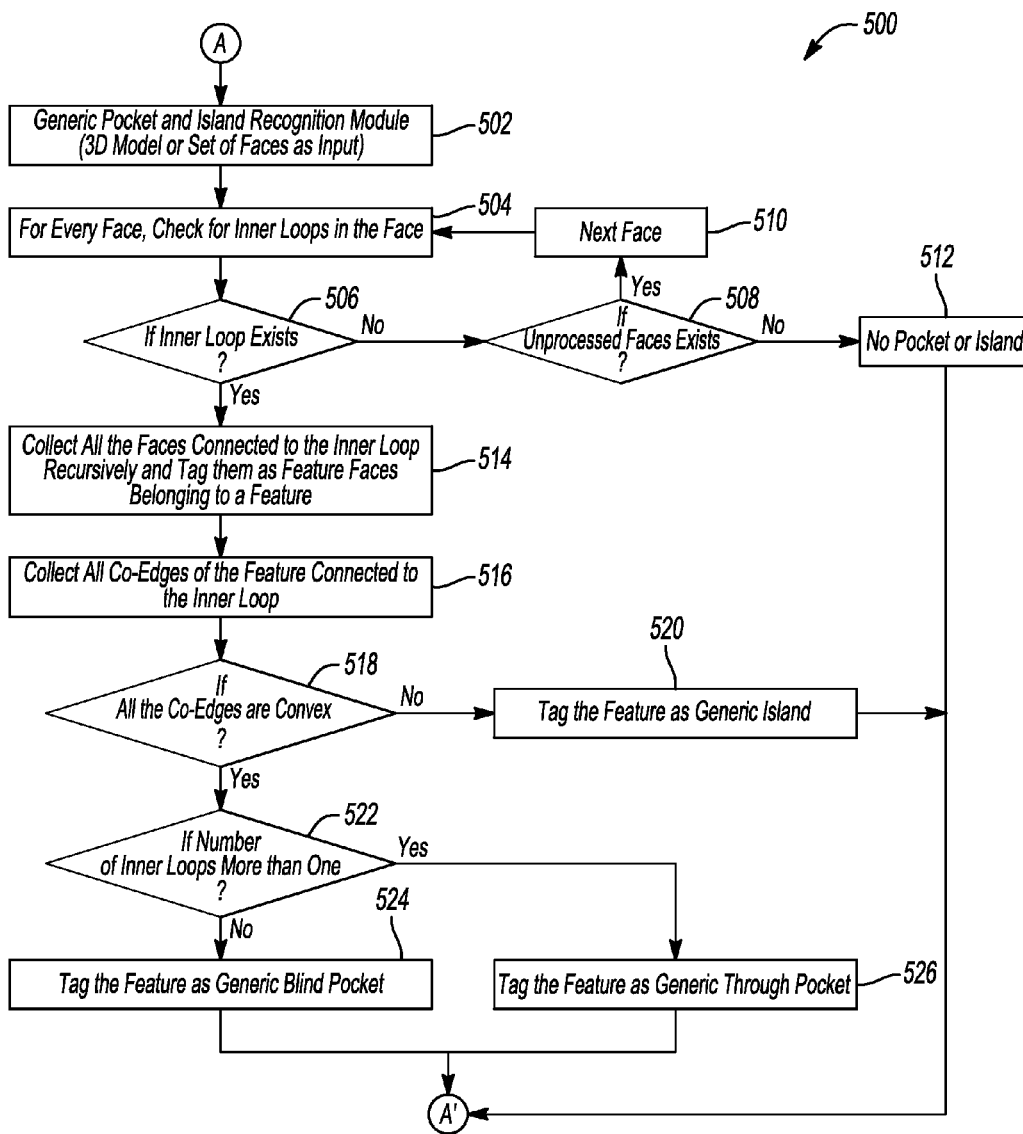 500
A
Generic Pocket and Island Recognition Module
(3D Model or Set of Faces as Input)
502
For Every Face, Check for Inner Loops in the Face
504
Next Face
510
512
506
If Inner Loop Exists
?
No
Yes
Yes
508
If
Unprocessed Faces Exists
?
No
No Pocket or Island
Collect All the Faces Connected to the Inner Loop
Recursively and Tag them as Feature Faces
Belonging to a Feature
514
Collect All Co-Edges of the Feature Connected to
the Inner Loop
516
518
If
All the Co-Edges are Convex
?
No
Yes
520
Tag the Feature as Generic Island
522
If Number
of Inner Loops More than One
?
Yes
No
524
Tag the Feature as Generic Blind Pocket
Tag the Feature as Generic Through Pocket
526
A'